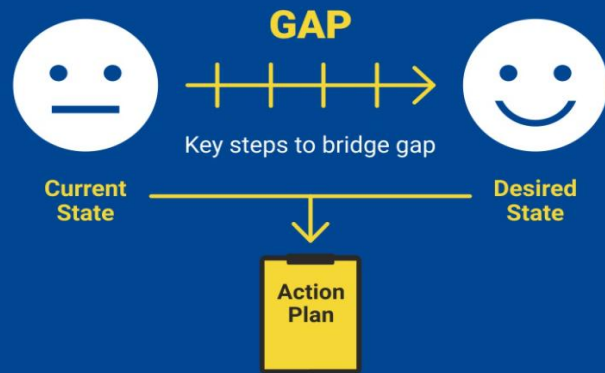 GAP
Key steps to bridge gap
Current
State
Desired
State
Action
Plan